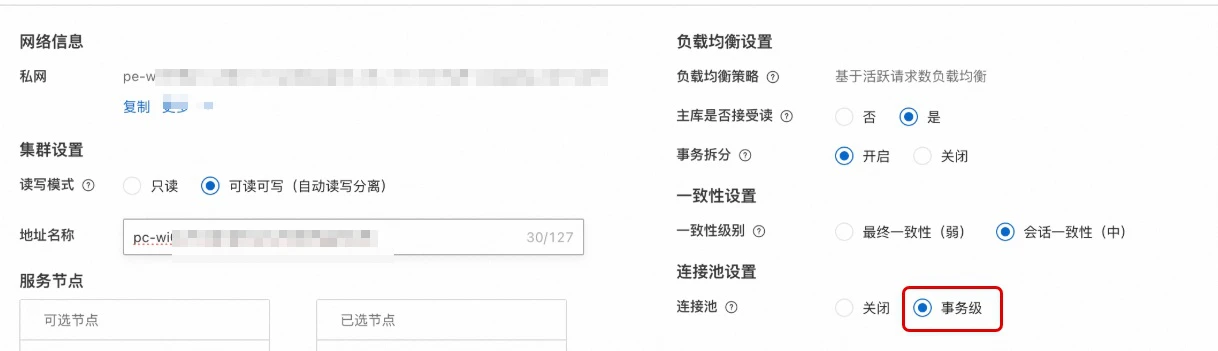 网络信息
私网
pe-w
复制
集群设置
读写模式 只读 可读可写（自动读写分离）
地址名称 pc-wi 30/127
服务节点
可选节点 已选节点
负载均衡设置
负载均衡策略 基于活跃请求数负载均衡
主库是否接受读 否 是
事务拆分 开启 关闭
一致性设置
一致性级别 最终一致性（弱） 会话一致性（中）
连接池设置
连接池 关闭 事务级